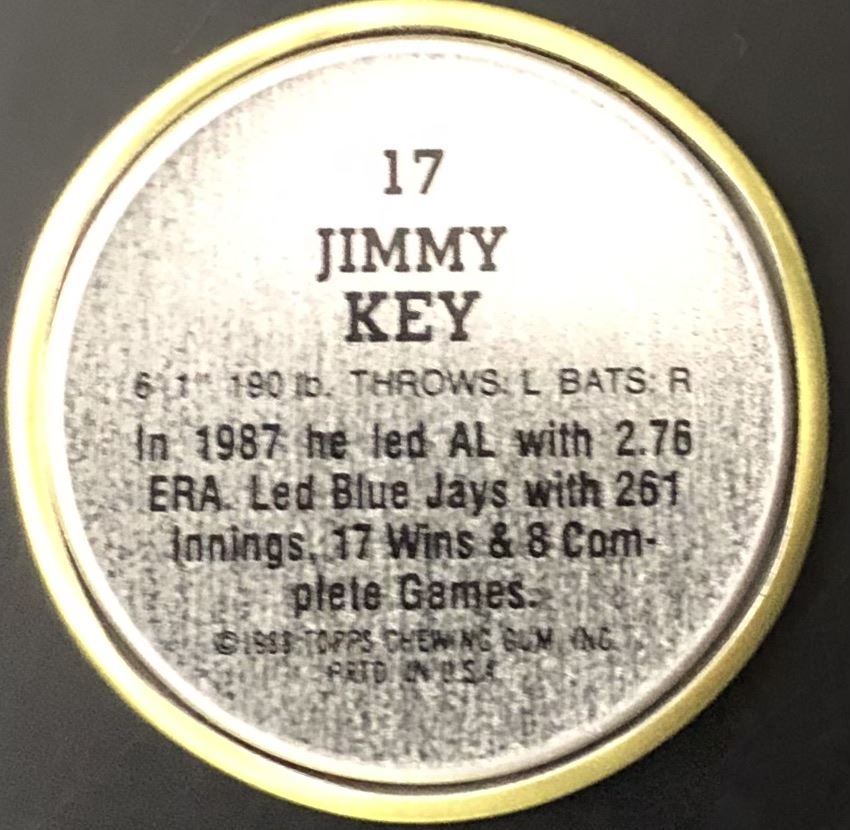 17
JIMMY
KEY
6'1" 190 lb. THROWS: L BATS: R
In 1987 he led AL with 2.76
ERA. Led Blue Jays with 261
Innings, 17 Wins & 8 Com-
plete Games.
©1988 TOPPS CHEWING GUM, INC.
PRTD. IN U.S.A.